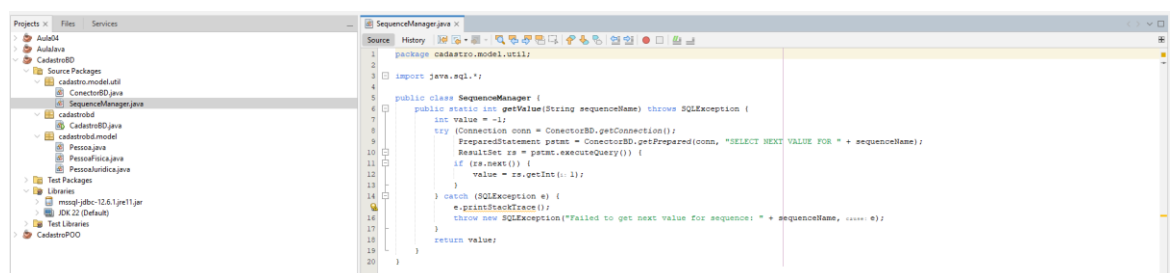 Projects × Files Services
Aula04
AulaJava
CadastroBD
Source Packages
cadastro.model.util
ConectorBD.java
SequenceManager.java
cadastrobd
CadastroBD.java
cadastrobd.model
Pessoa.java
PessoaFisica.java
PessoaJuridica.java
Test Packages
Libraries
mssql-jdbc-12.6.1.jre11.jar
JDK 22 (Default)
Test Libraries
CadastroPOO
SequenceManager.java ×
Source History
1 package cadastro.model.util;
2
3 import java.sql.*;
4
5 public class SequenceManager {
6 public static int getValue(String sequenceName) throws SQLException {
7 int value = -1;
8 try (Connection conn = ConectorBD.getConnection();
9 PreparedStatement pstmt = ConectorBD.getPrepared(conn, "SELECT NEXT VALUE FOR " + sequenceName);
10 ResultSet rs = pstmt.executeQuery()) {
11 if (rs.next()) {
12 value = rs.getInt(1);
13 }
14 } catch (SQLException e) {
e.printStackTrace();
16 throw new SQLException("Failed to get next value for sequence: " + sequenceName, e);
17 }
18 return value;
19 }
20 }